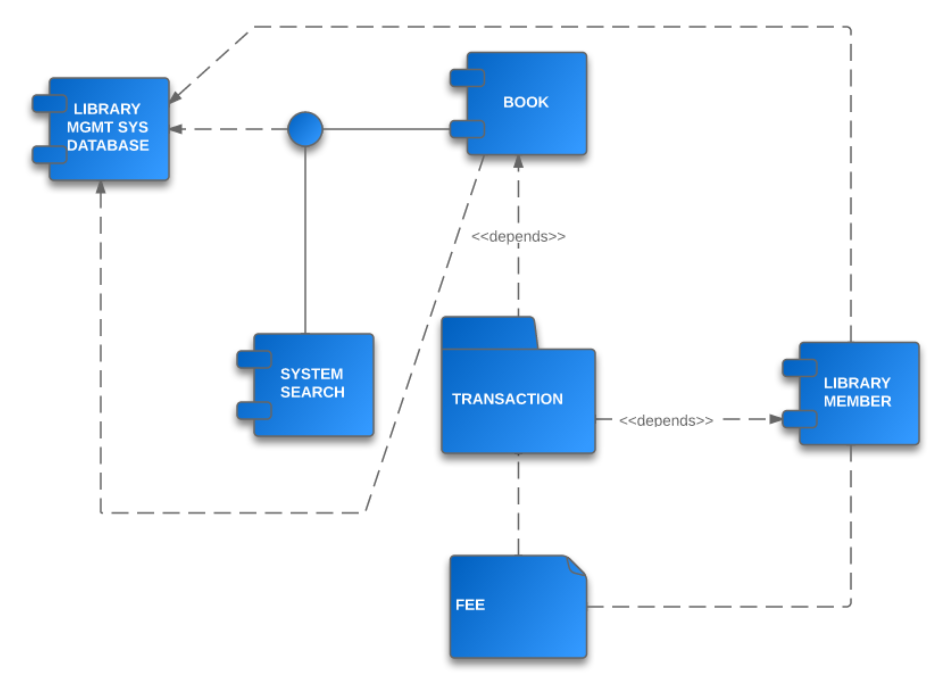 LIBRARY
MGMT SYS
DATABASE
BOOK
<<depends>>
SYSTEM
SEARCH
TRANSACTION
<<depends>>
LIBRARY
MEMBER
FEE